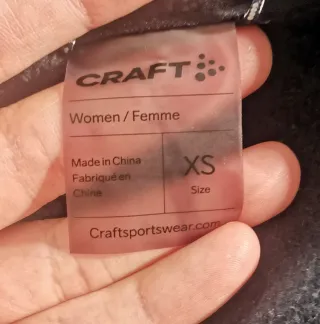 CRAFT
Women / Femme
Made in China
Fabriqué en
Chine
XS
Size
Craftsportswear.com